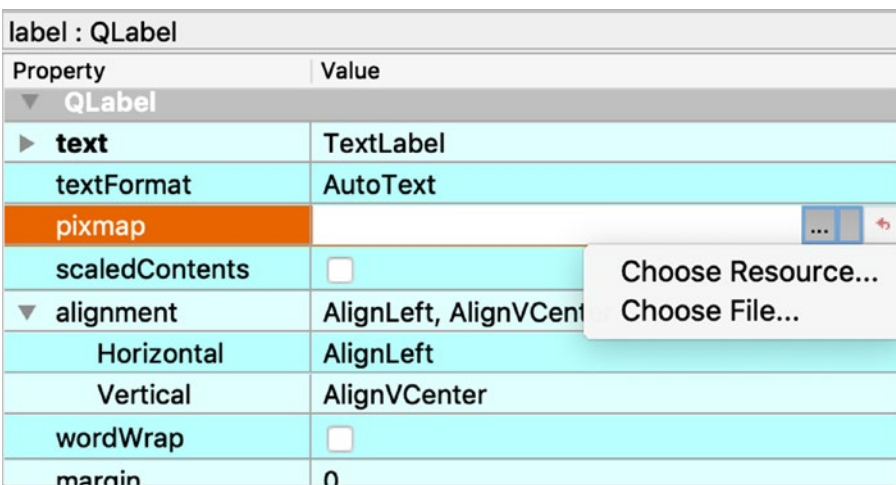 label : QLabel
Property Value
QLabel
text TextLabel
textFormat AutoText
pixmap ...
scaledContents
Choose Resource...
alignment AlignLeft, AlignVCent
Choose File...
Horizontal AlignLeft
Vertical AlignVCenter
wordWrap
margin 0